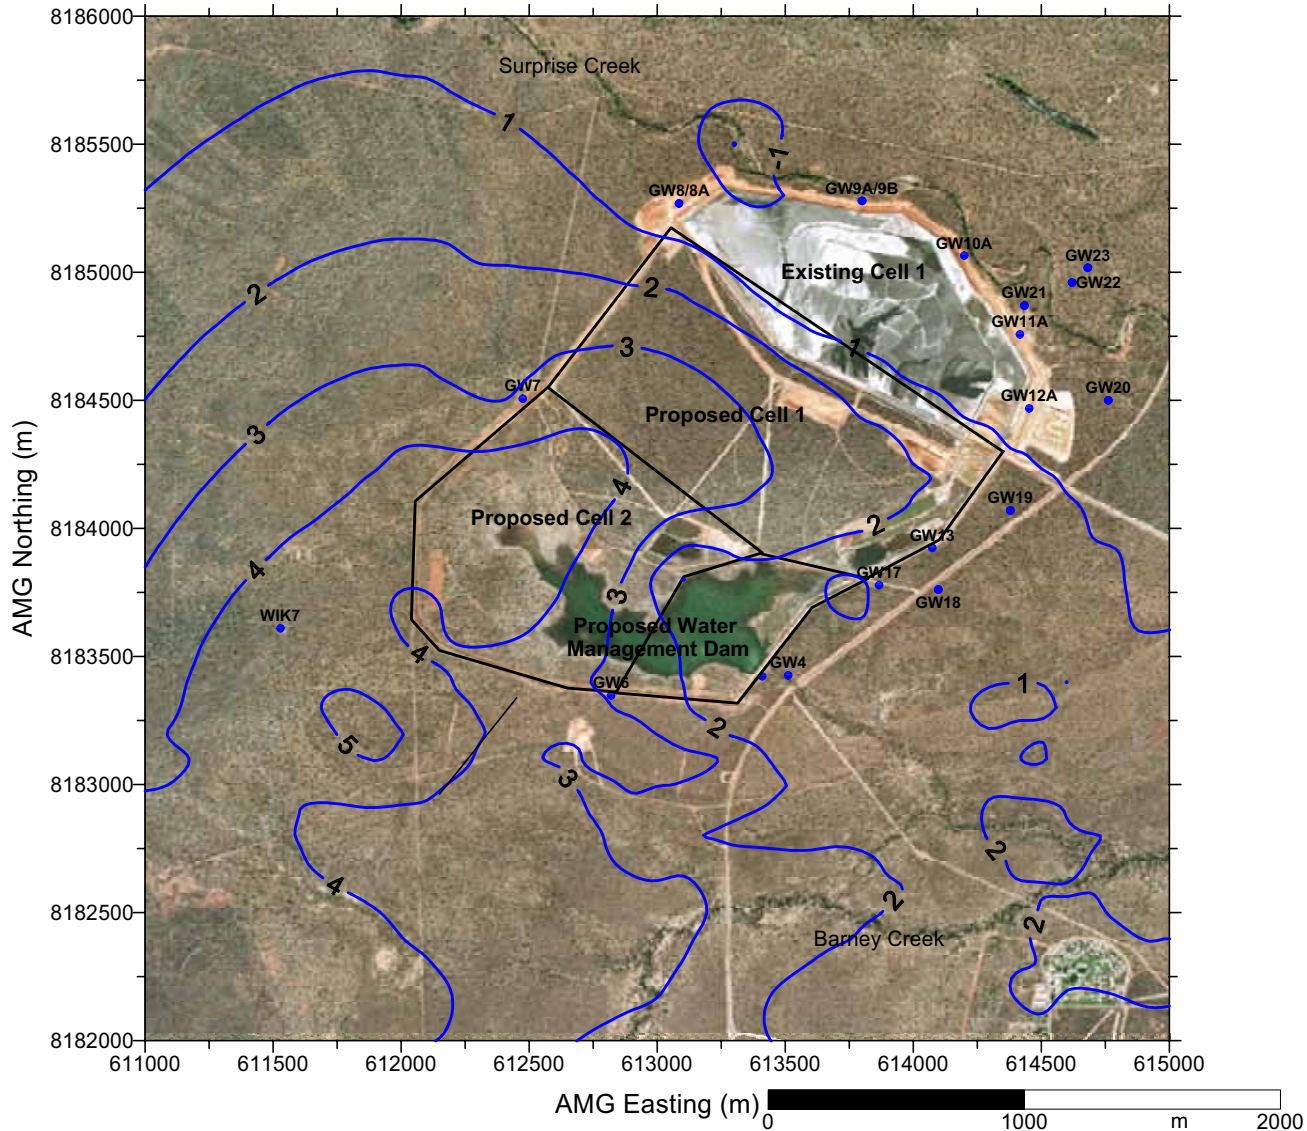 8186000
8185500
8185000
8184500
8184000
8183500
8183000
8182500
8182000
AMG Northing (m)
Surprise Creek
1
-1
GW8/8A
GW9A/9B
GW10A
GW23
GW22
Existing Cell 1
2
2
GW21
GW11A
3
1
GW7
GW20
GW12A
Proposed Cell 1
3
4
GW19
Proposed Cell 2
2
GW13
4
GW17
GW18
3
WIK7
Proposed Water
Management Dam
4
GW4
GW6
1
2
5
3
2
4
2
2
Barney Creek
611000
611500
612000
612500
613000
613500
614000
614500
615000
AMG Easting (m)
0
1000
m
2000